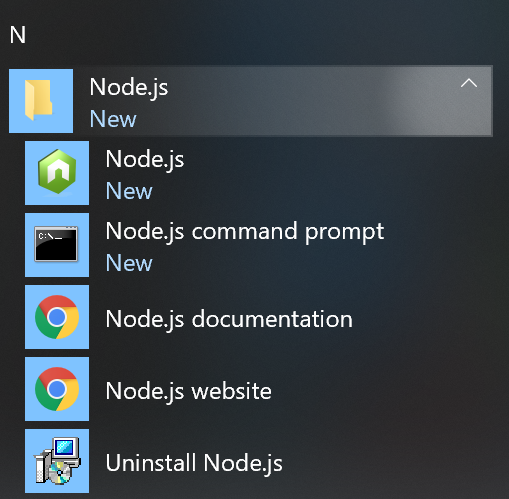 N
Node.js
New
Node.js
New
C:\_
Node.js command prompt
New
Node.js documentation
Node.js website
Uninstall Node.js